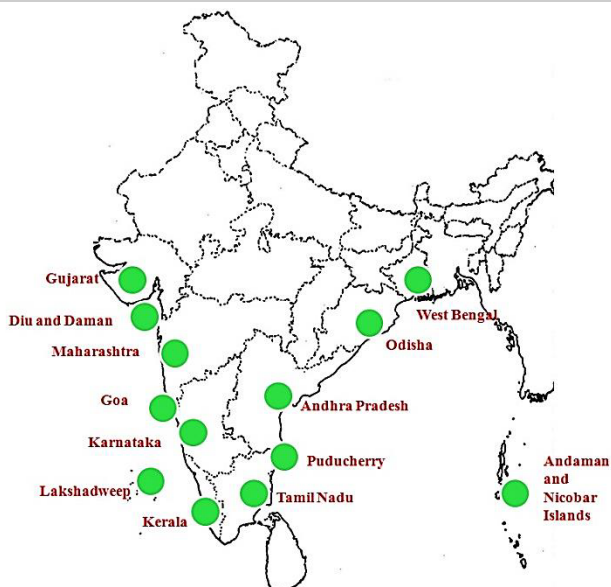 Gujarat
Diu and Daman
West Bengal
Odisha
Maharashtra
Goa
Andhra Pradesh
Karnataka
Puducherry
Andaman
and
Nicobar
Islands
Lakshadweep
Tamil Nadu
Kerala